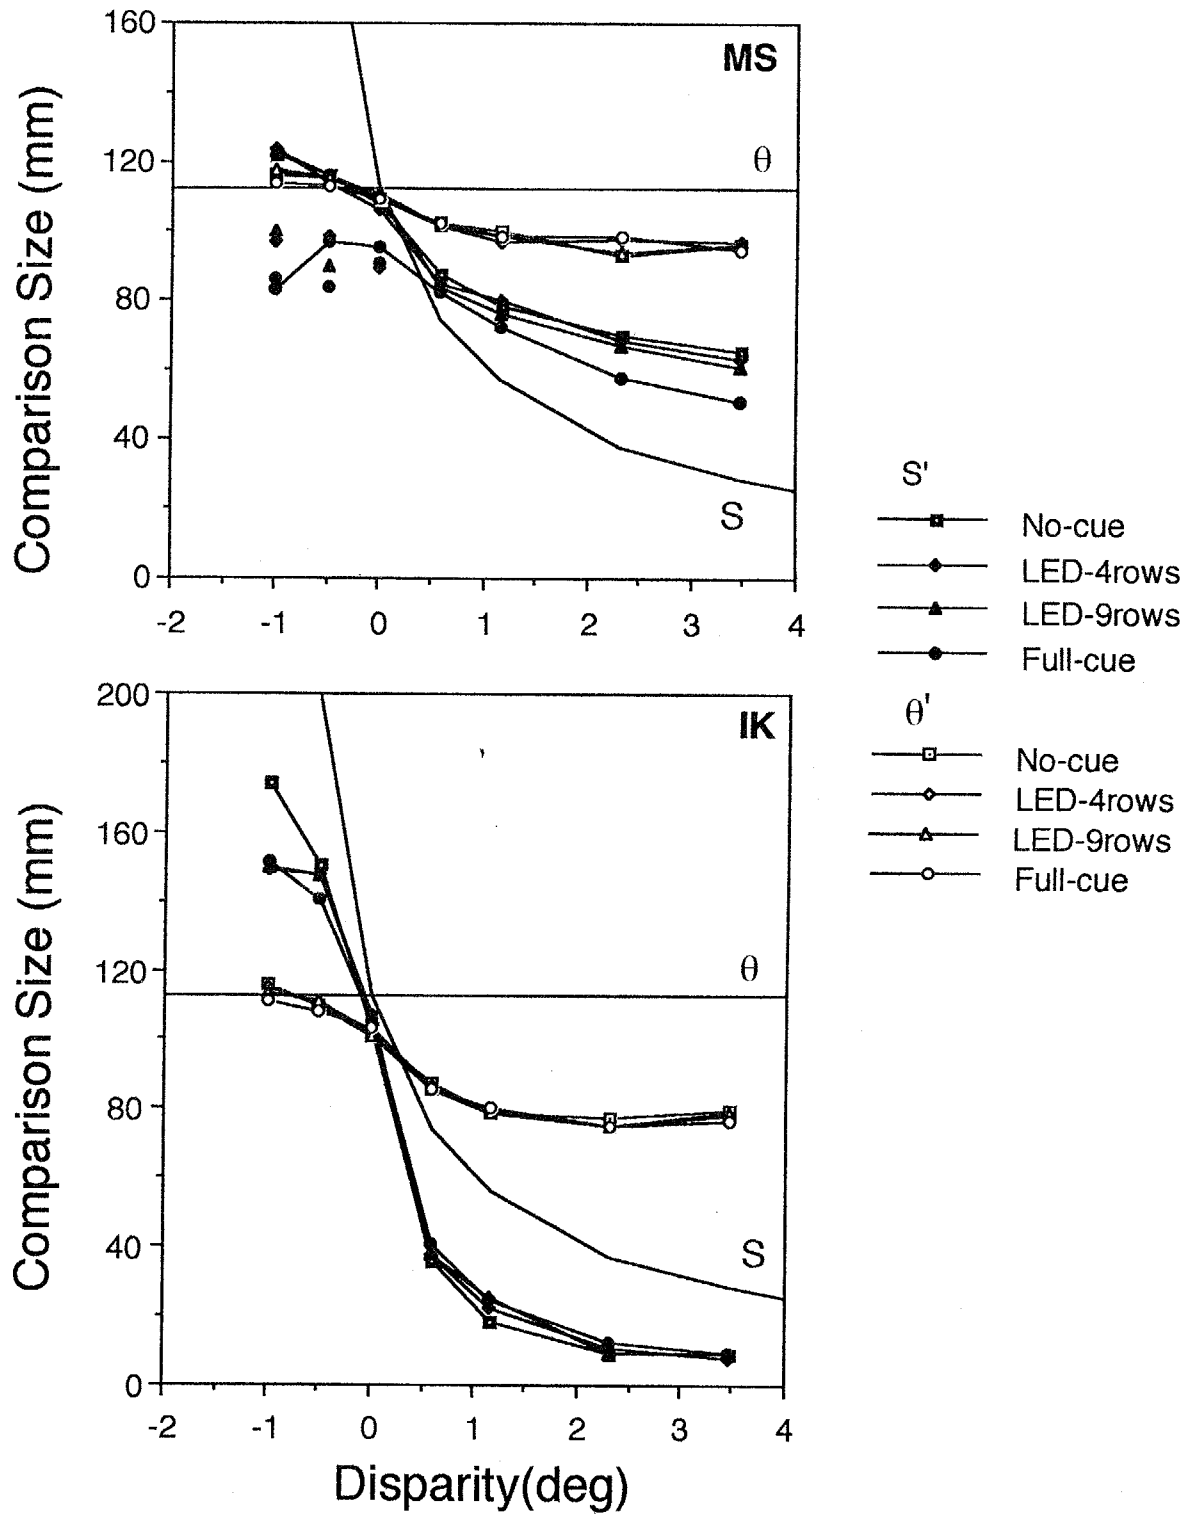 160
MS
θ
120
80
40
S
0
-2 -1 0 1 2 3 4
Comparison Size (mm)
S'
No-cue
LED-4rows
LED-9rows
Full-cue
θ'
No-cue
LED-4rows
LED-9rows
Full-cue
200
IK
160
θ
120
80
40
S
0
-2 -1 0 1 2 3 4
Comparison Size (mm)
Disparity(deg)